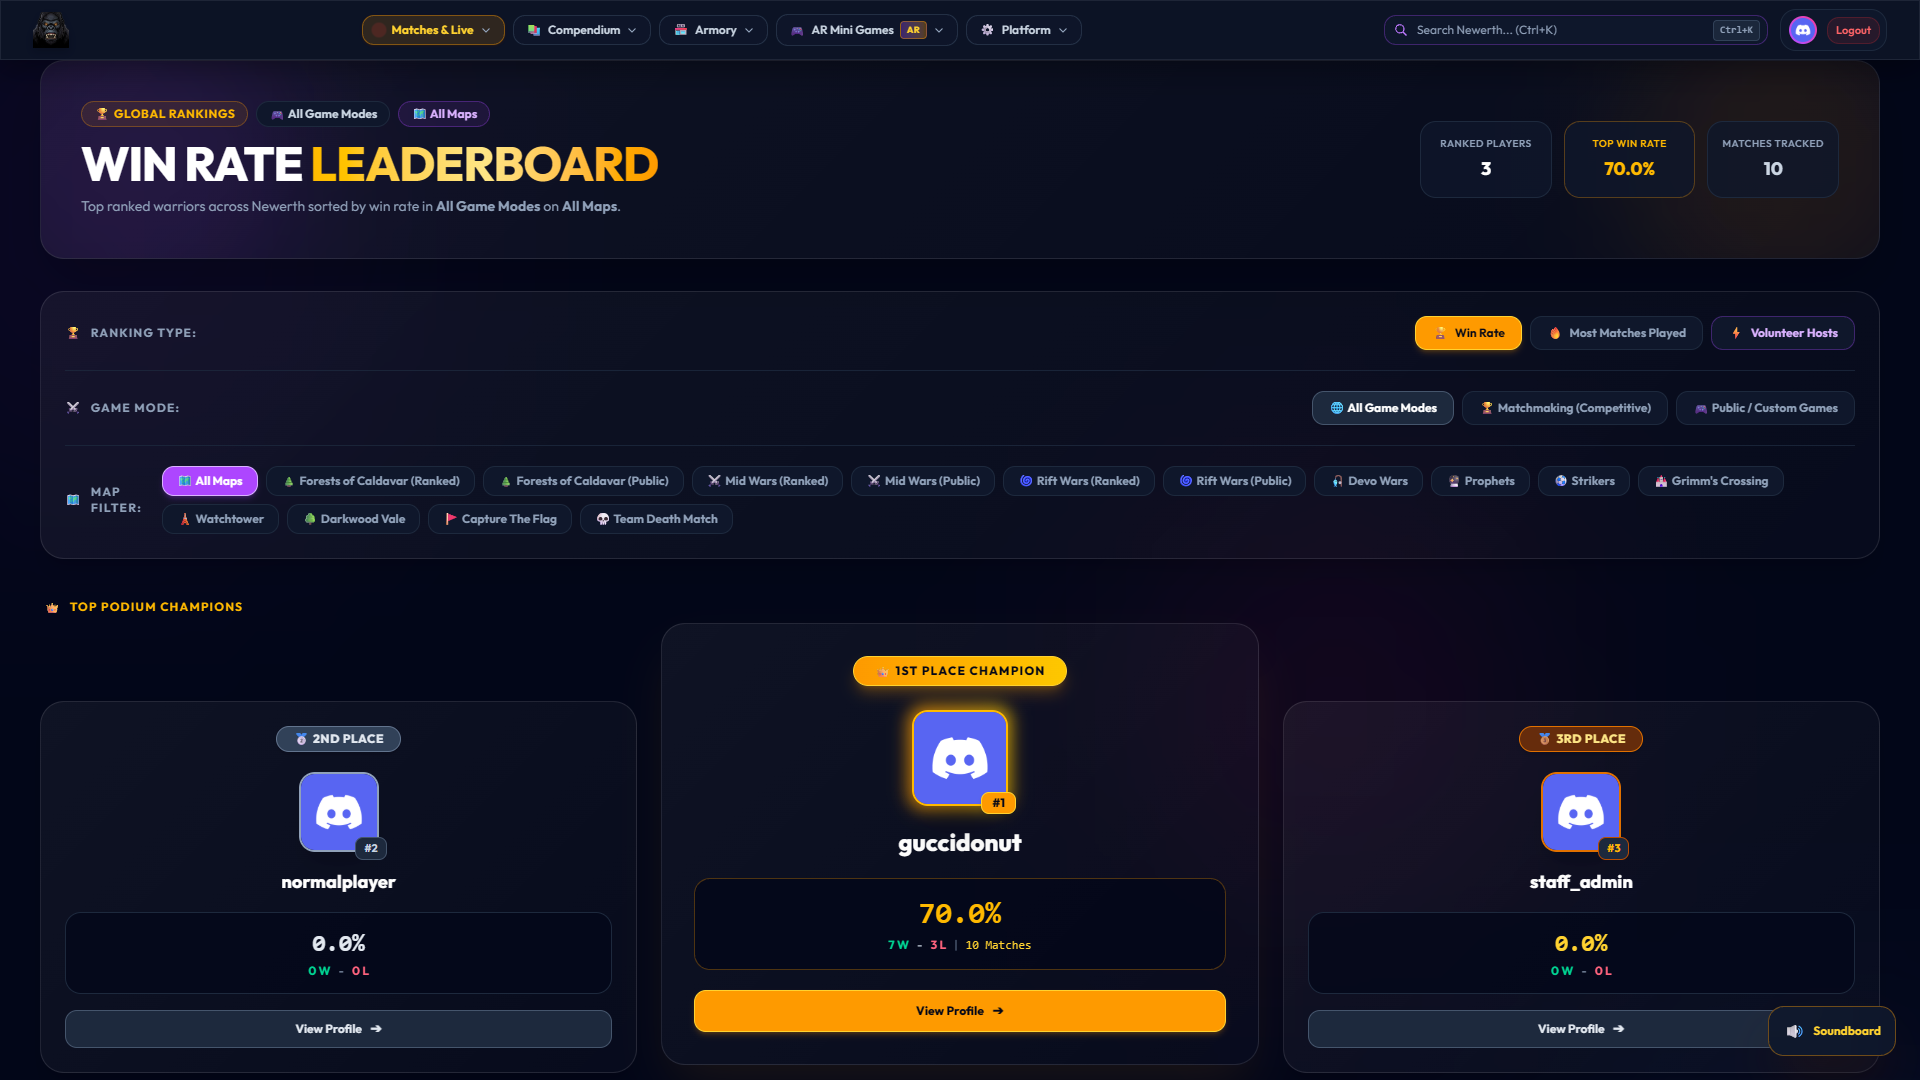 Matches & Live
Compendium
Armory
AR Mini Games AR
Platform
Search Newerth... (Ctrl+K)
Ctrl+K
Logout
GLOBAL RANKINGS
All Game Modes
All Maps
WIN RATE LEADERBOARD
Top ranked warriors across Newerth sorted by win rate in All Game Modes on All Maps.
RANKED PLAYERS
3
TOP WIN RATE
70.0%
MATCHES TRACKED
10
RANKING TYPE:
Win Rate
Most Matches Played
Volunteer Hosts
GAME MODE:
All Game Modes
Matchmaking (Competitive)
Public / Custom Games
MAP
FILTER:
All Maps
Forests of Caldavar (Ranked)
Forests of Caldavar (Public)
Mid Wars (Ranked)
Mid Wars (Public)
Rift Wars (Ranked)
Rift Wars (Public)
Devo Wars
Prophets
Strikers
Grimm's Crossing
Watchtower
Darkwood Vale
Capture The Flag
Team Death Match
TOP PODIUM CHAMPIONS
2ND PLACE
#2
normalplayer
0.0%
0W - 0L
View Profile →
1ST PLACE CHAMPION
#1
guccidonut
70.0%
7W - 3L | 10 Matches
View Profile →
3RD PLACE
#3
staff_admin
0.0%
0W - 0L
View Profile →
Soundboard